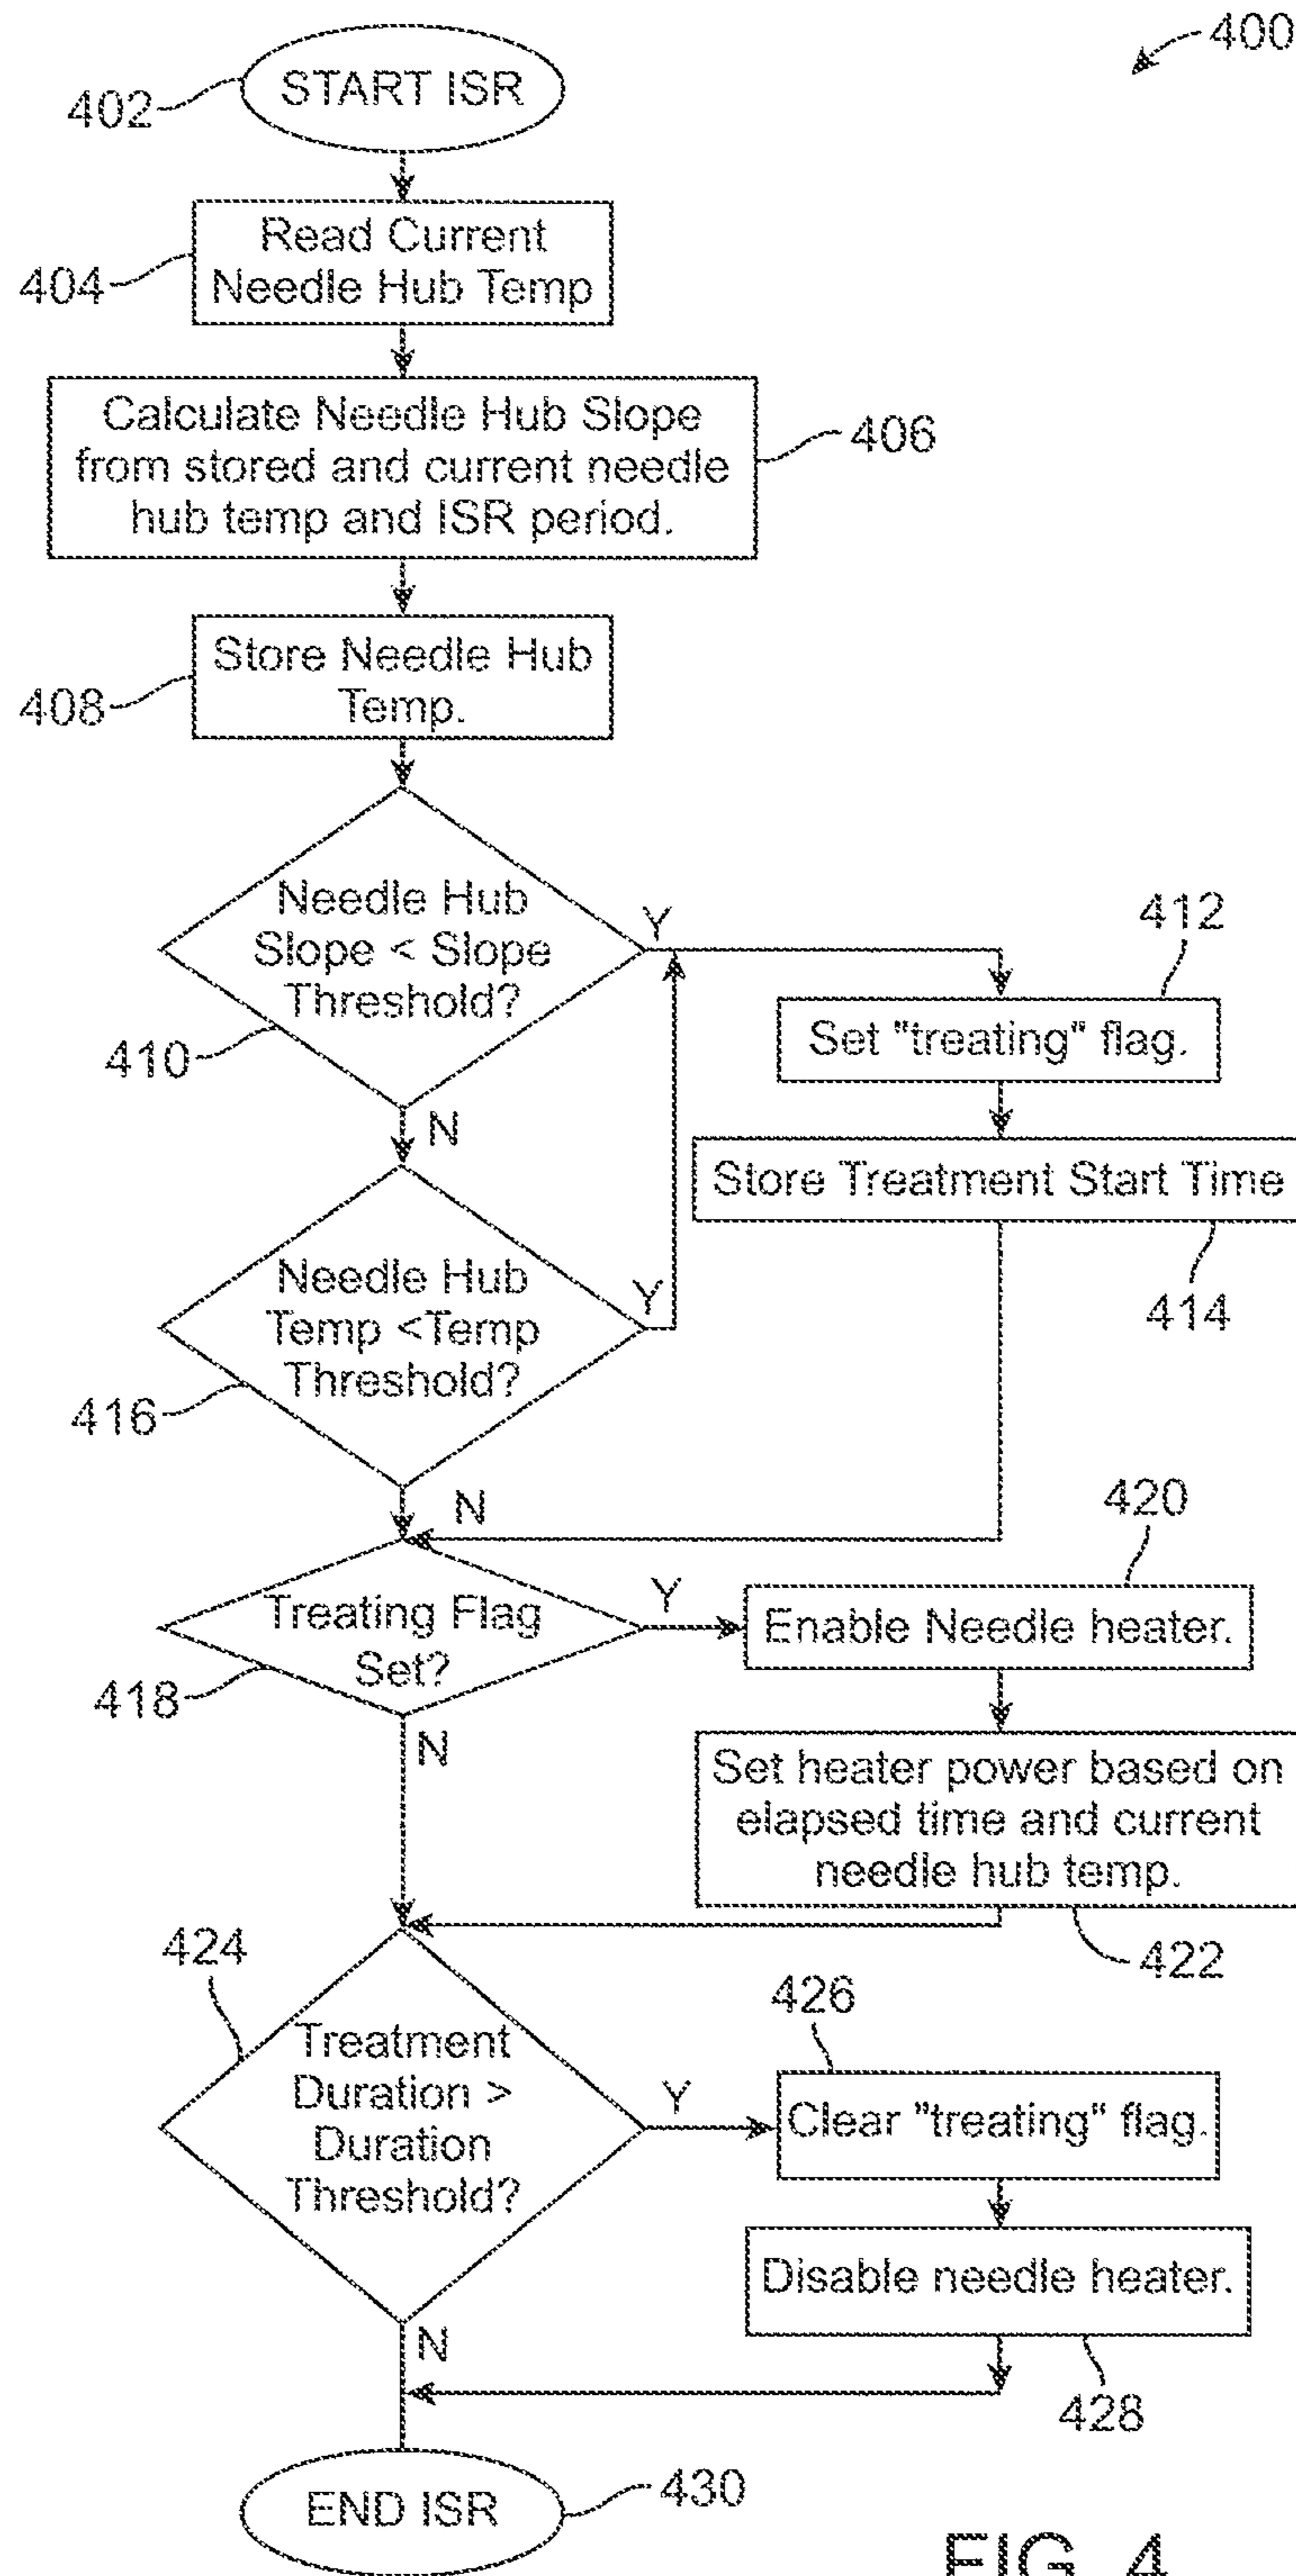 400
START ISR
402
Read Current
Needle Hub Temp
404
Calculate Needle Hub Slope
from stored and current needle
hub temp and ISR period.
406
Store Needle Hub
Temp.
408
Needle Hub
Slope < Slope
Threshold?
Y
410
N
412
Set "treating" flag.
Store Treatment Start Time
414
Needle Hub
Temp <Temp
Threshold?
Y
416
N
420
Treating Flag
Set?
Y
418
N
Enable Needle heater.
Set heater power based on
elapsed time and current
needle hub temp.
422
424
Treatment
Duration >
Duration
Threshold?
Y
N
426
Clear "treating" flag.
Disable needle heater.
428
END ISR
430
FIG. 4